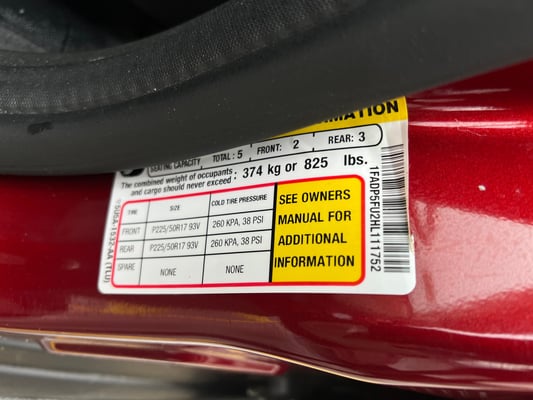 MATION
SEATING CAPACITY TOTAL: 5 FRONT: 2 REAR: 3
The combined weight of occupants and cargo should never exceed: 374 kg or 825 lbs.
TIRE SIZE COLD TIRE PRESSURE
FRONT P225/50R17 93V 260 KPA, 38 PSI
REAR P225/50R17 93V 260 KPA, 38 PSI
SPARE NONE NONE
SEE OWNERS
MANUAL FOR
ADDITIONAL
INFORMATION
1FADP5FU2HL111752